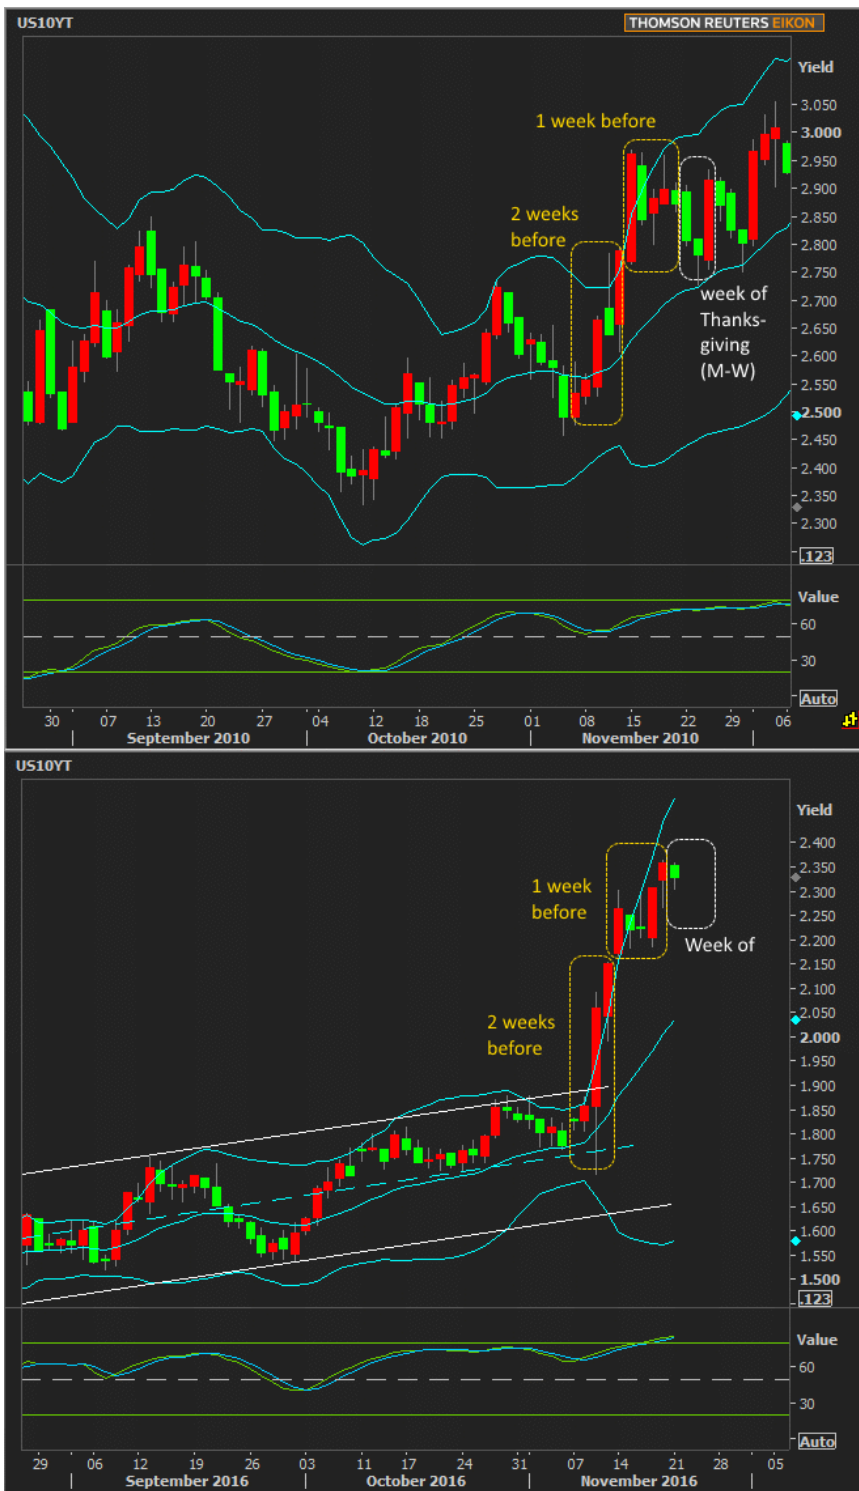 US10YT
THOMSON REUTERS EIKON
Yield
3.050
3.000
2.950
2.900
2.850
2.800
2.750
2.700
2.650
2.600
2.550
2.500
2.450
2.400
2.350
2.300
.123
1 week before
2 weeks
before
week of
Thanks-
giving
(M-W)
Value
60
30
Auto
30 07 13 20 27 04 12 18 25 01 08 15 22 29 06
September 2010 October 2010 November 2010
US10YT
Yield
2.400
2.350
2.300
2.250
2.200
2.150
2.100
2.050
2.000
1.950
1.900
1.850
1.800
1.750
1.700
1.650
1.600
1.550
1.500
.123
1 week
before
Week of
2 weeks
before
Value
60
30
Auto
29 06 12 19 26 03 11 17 24 31 07 14 21 28 05
September 2016 October 2016 November 2016